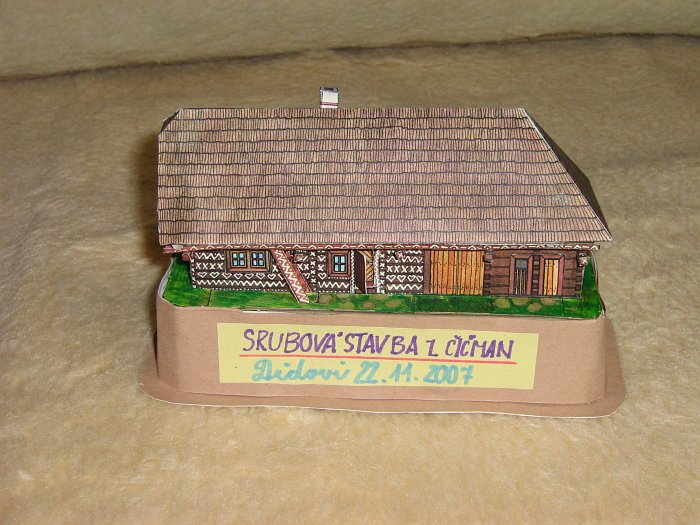 SRUBOVÁ STAVBA Z ČIČMAN
Dědovi 22.11.2007